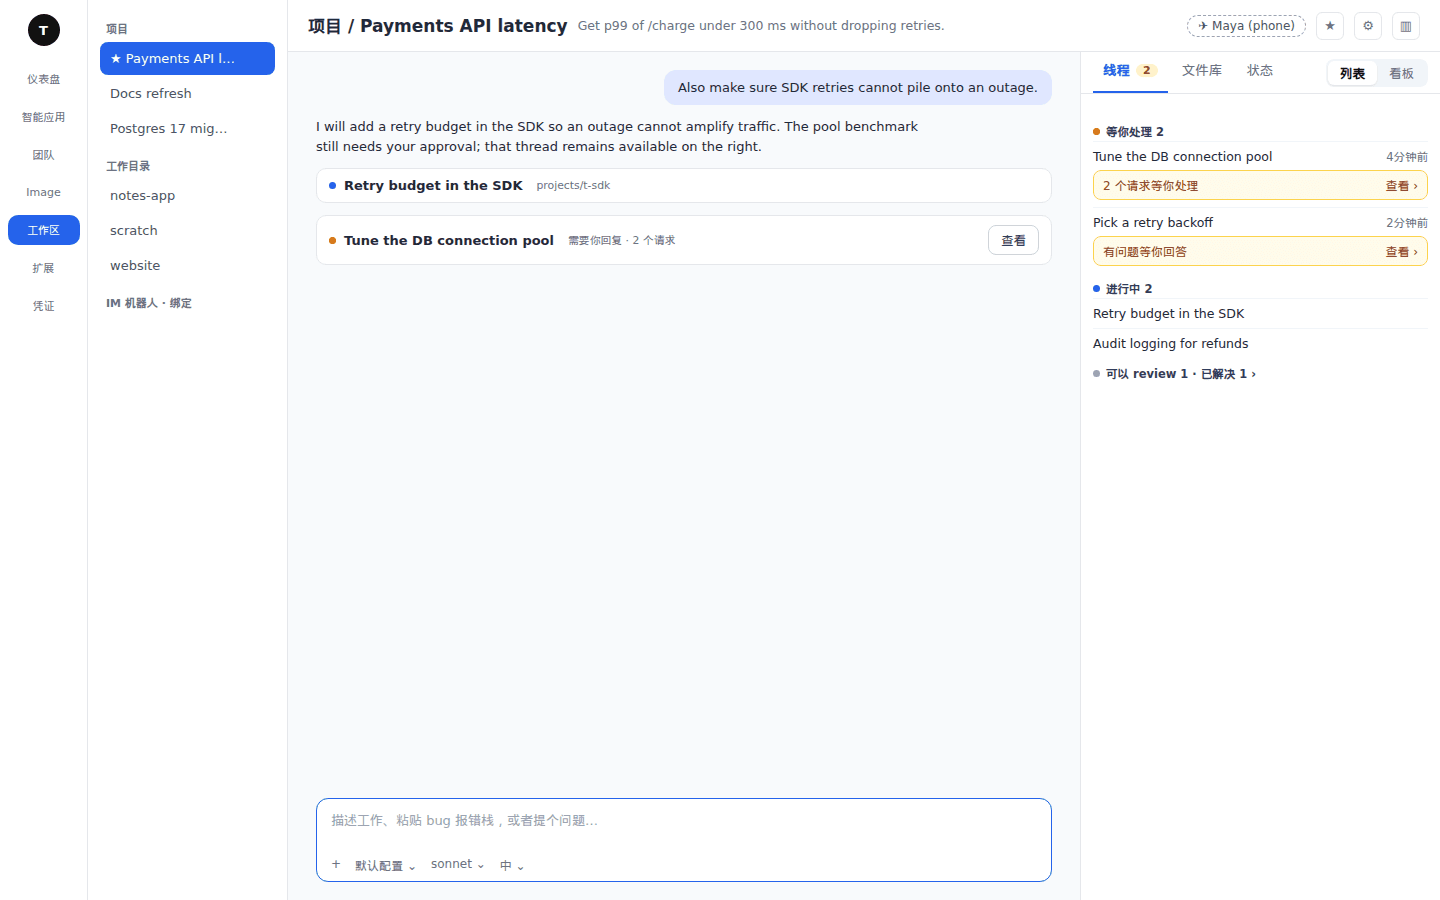 T
仪表盘
智能应用
团队
Image
工作区
扩展
凭证
项目
★ Payments API l…
Docs refresh
Postgres 17 mig…
工作目录
notes-app
scratch
website
IM 机器人 · 绑定
项目 / Payments API latency Get p99 of /charge under 300 ms without dropping retries.
✈ Maya (phone) ★ ⚙ ▥
Also make sure SDK retries cannot pile onto an outage.
I will add a retry budget in the SDK so an outage cannot amplify traffic. The pool benchmark
still needs your approval; that thread remains available on the right.
Retry budget in the SDK projects/t-sdk
Tune the DB connection pool 需要你回复 · 2 个请求 查看
描述工作、粘贴 bug 报错栈，或者提个问题…
+ 默认配置 ⌄ sonnet ⌄ 中 ⌄
线程 2 文件库 状态 列表 看板
等你处理 2
Tune the DB connection pool 4分钟前
2 个请求等你处理 查看 ›
Pick a retry backoff 2分钟前
有问题等你回答 查看 ›
进行中 2
Retry budget in the SDK
Audit logging for refunds
可以 review 1 · 已解决 1 ›